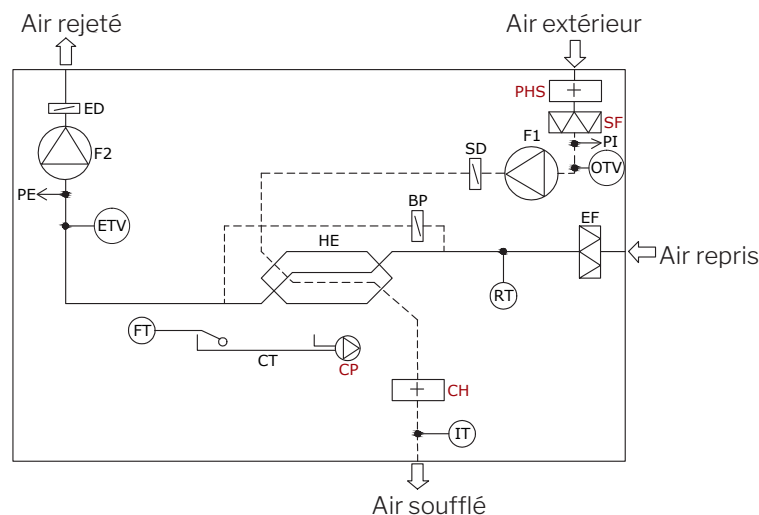 Air rejeté
Air extérieur
PHS
ED
SF
F1
PI
F2
SD
OTV
PE
BP
EF
ETV
HE
Air repris
RT
FT
CT
CP
CH
IT
Air soufflé